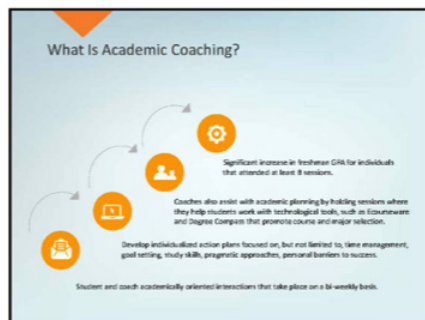 What Is Academic Coaching?
Significant increase in freshman GPA for individuals
that attended at least 8 sessions.
Coaches also assist with academic planning by holding sessions where
they help students work with technological tools, such as Ecourseware
and Degree Compass that promote course and major selection.
Develop individualized action plans focused on, but not limited to, time management,
goal setting, study skills, pragmatic approaches, personal barriers to success.
Student and coach academically oriented interactions that take place on a bi-weekly basis.